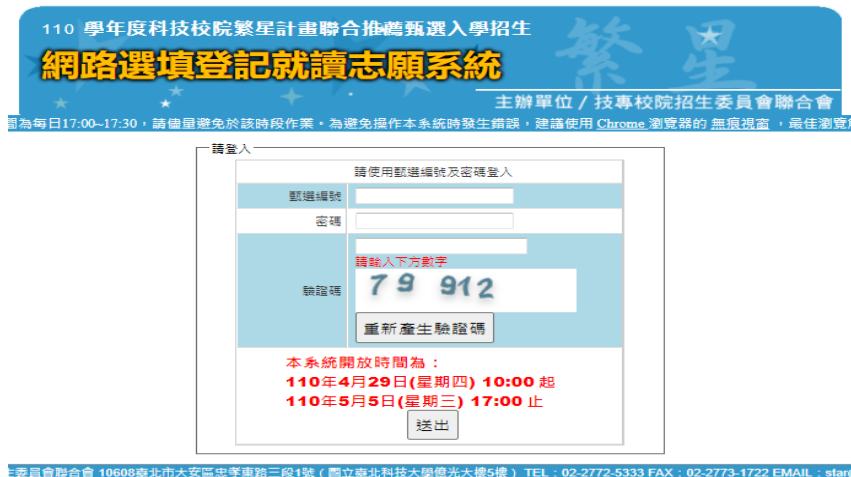 110 學年度科技校院繁星計畫聯合推薦甄選入學招生
網路選填登記就讀志願系統
繁星
主辦單位 / 技專校院招生委員會聯合會
間為每日17:00~17:30，請儘量避免於該時段作業。為避免操作本系統時發生錯誤，建議使用 Chrome 瀏覽器的 無痕視窗 ，最佳瀏覽
請登入
請使用甄選編號及密碼登入
甄選編號
密碼
請輸入下方數字
驗證碼
79 912
重新產生驗證碼
本系統開放時間為：
110年4月29日(星期四) 10:00 起
110年5月5日(星期三) 17:00 止
送出
委員會聯合會 10608臺北市大安區忠孝東路三段1號（國立臺北科技大學億光大樓5樓） TEL：02-2772-5333 FAX：02-2773-1722 EMAIL：star